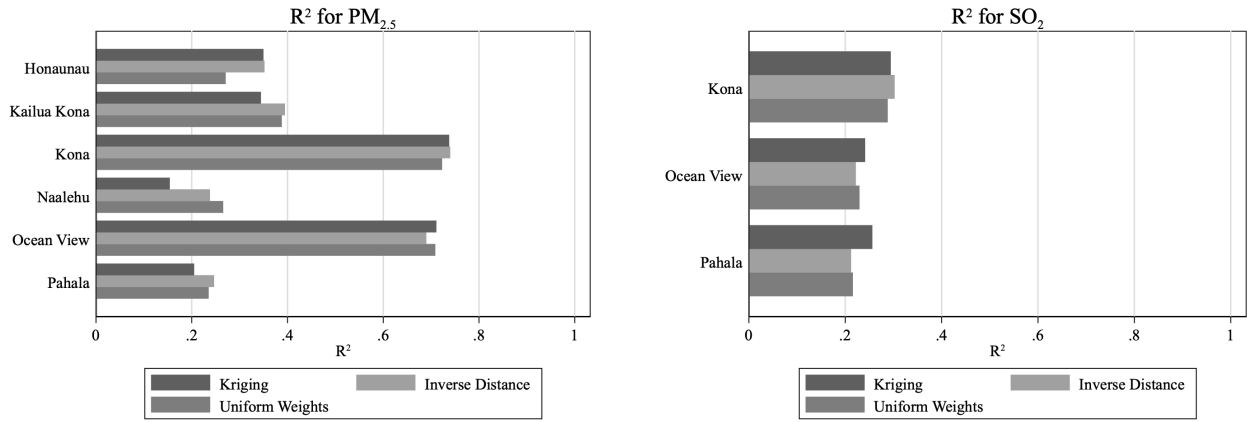 R² for PM₂.₅
Honaunau
Kailua Kona
Kona
Naalehu
Ocean View
Pahala
0 .2 .4 .6 .8 1
R²
Kriging Inverse Distance
Uniform Weights
R² for SO₂
Kona
Ocean View
Pahala
0 .2 .4 .6 .8 1
R²
Kriging Inverse Distance
Uniform Weights